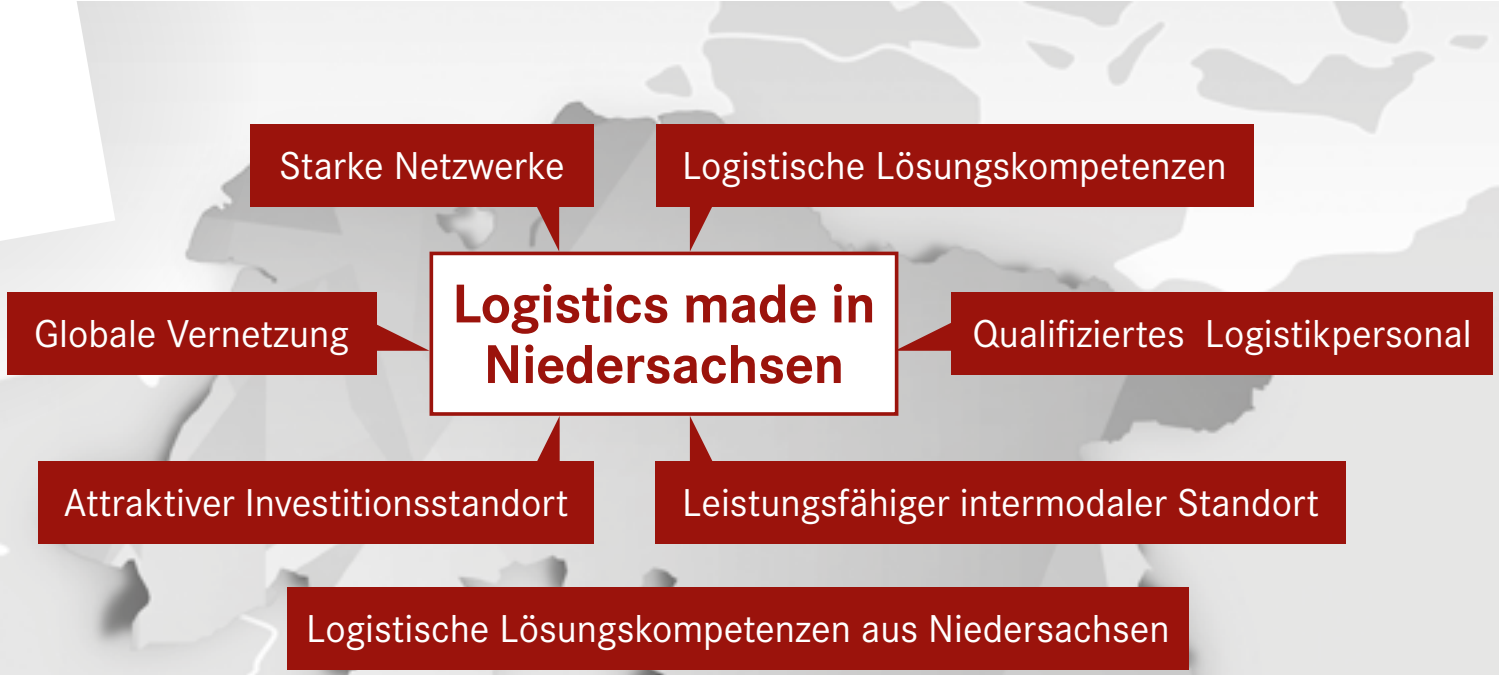 Starke Netzwerke
Logistische Lösungskompetenzen
Logistics made in
Niedersachsen
Globale Vernetzung
Qualifiziertes Logistikpersonal
Attraktiver Investitionsstandort
Leistungsfähiger intermodaler Standort
Logistische Lösungskompetenzen aus Niedersachsen